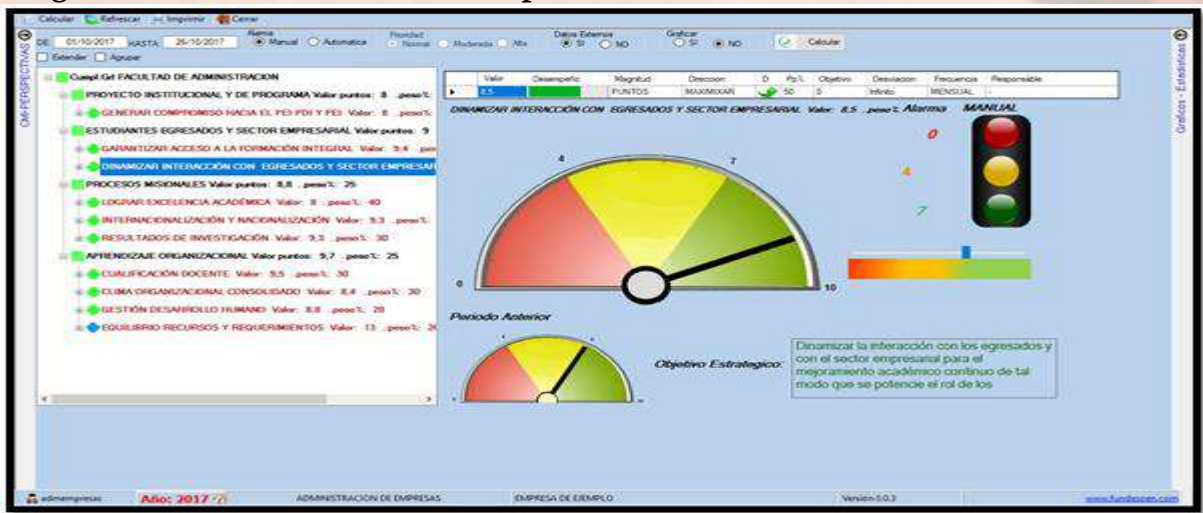 Calcular Refrescar Imprimir Cerrar
DE: 01/10/2017 HASTA: 26/10/2017 Alarma Manual Automatica Prioridad Normal Moderada Alta Datos Externos SI NO Graficar SI NO Calcular
Extender Agrupar
CMI-PERSPECTIVAS
Graficos - Estadisticas
Cumpl.Grl FACULTAD DE ADMINISTRACION
PROYECTO INSTITUCIONAL Y DE PROGRAMA Valor puntos: 8 ..peso%:
GENERAR COMPROMISO HACIA EL PEI PDI Y PEF Valor: 8 ..peso%:
ESTUDIANTES EGRESADOS Y SECTOR EMPRESARIAL Valor puntos: 9
GARANTIZAR ACCESO A LA FORMACIÓN INTEGRAL Valor: 9,4 ..pes
DINAMIZAR INTERACCIÓN CON EGRESADOS Y SECTOR EMPRESAR
PROCESOS MISIONALES Valor puntos: 8,8 ..peso%: 25
LOGRAR EXCELENCIA ACADÉMICA Valor: 8 ..peso%: 40
INTERNACIONALIZACIÓN Y NACIONALIZACIÓN Valor: 9,3 ..peso%:
RESULTADOS DE INVESTIGACIÓN Valor: 9,3 ..peso%: 30
APRENDIZAJE ORGANIZACIONAL Valor puntos: 9,7 ..peso%: 25
CUALIFICACIÓN DOCENTE Valor: 9,5 ..peso%: 30
CLIMA ORGANIZACIONAL CONSOLIDADO Valor: 8,4 ..peso%: 30
GESTIÓN DESARROLLO HUMANO Valor: 8,8 ..peso%: 20
EQUILIBRIO RECURSOS Y REQUERIMIENTOS Valor: 13 ..peso%: 20
Valor Desempeño Magnitud Direccion D Pp% Objetivo Desviacion Frecuencia Responsable
8,5 PUNTOS MAXIMIXAR 50 0 Infinito MENSUAL -
DINAMIZAR INTERACCIÓN CON EGRESADOS Y SECTOR EMPRESARIAL Valor: 8,5 ..peso% Alarma MANUAL
0
4
7
0 4 7 10
Periodo Anterior
Objetivo Estrategico:
Dinamizar la interacción con los egresados y
con el sector empresarial para el
mejoramiento académico continuo de tal
modo que se potencie el rol de los
admempresas Año: 2017 ADMINISTRACION DE EMPRESAS EMPRESA DE EJEMPLO Versión 5.0.3 www.fundesoen.com